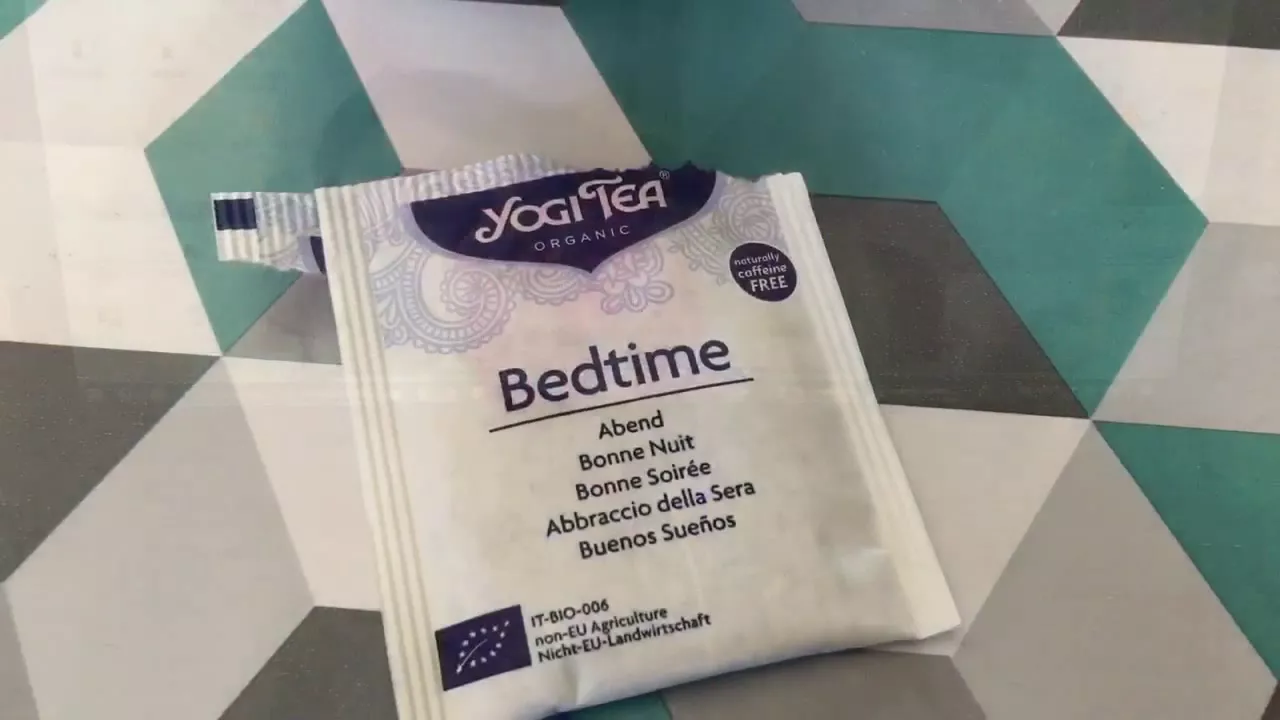 YOGI TEA®
ORGANIC
naturally
caffeine
FREE
Bedtime
Abend
Bonne Nuit
Bonne Soirée
Abbraccio della Sera
Buenos Sueños
IT-BIO-006
non-EU Agriculture
Nicht-EU-Landwirtschaft